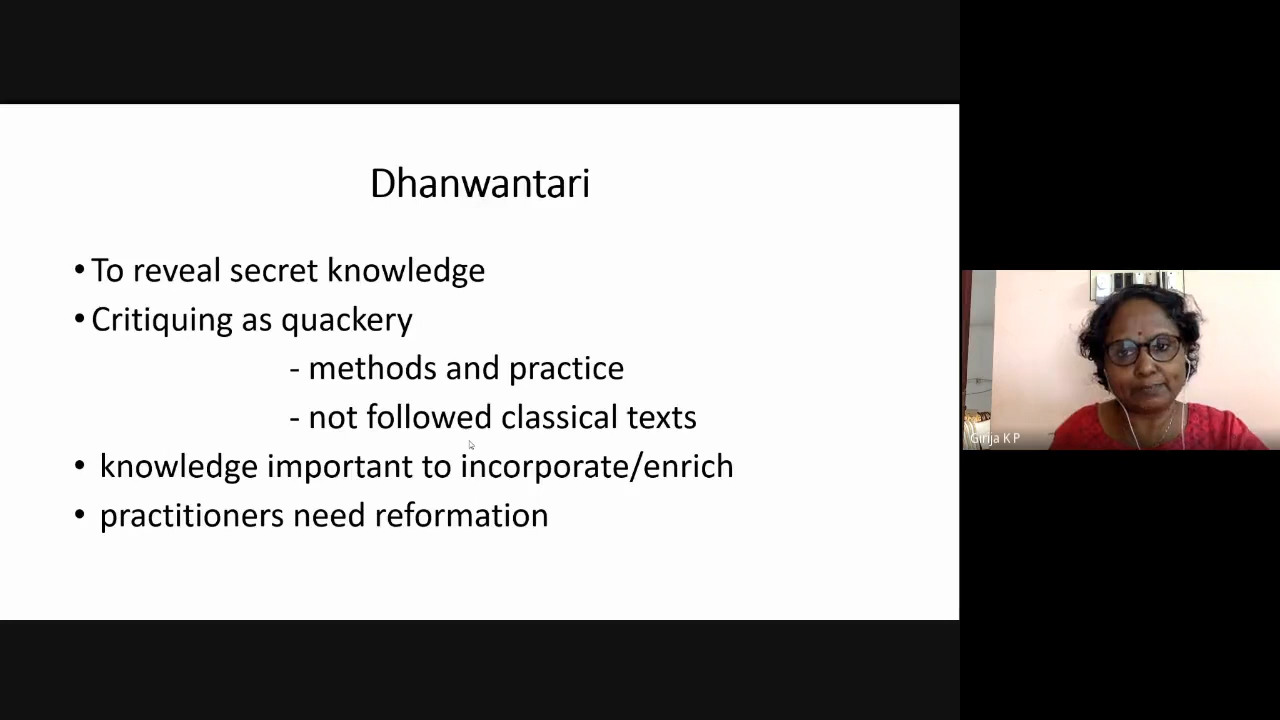 Dhanwantari
• To reveal secret knowledge
• Critiquing as quackery
- methods and practice
- not followed classical texts
• knowledge important to incorporate/enrich
• practitioners need reformation
Girija K P